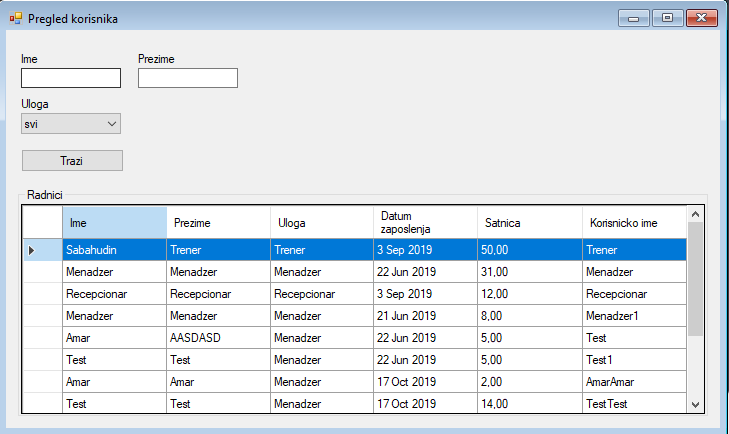 Pregled korisnika
Ime Prezime
Uloga
svi
Trazi
Radnici
Ime Prezime Uloga Datum zaposlenja Satnica Korisnicko ime
Sabahudin Trener Trener 3 Sep 2019 50,00 Trener
Menadzer Menadzer Menadzer 22 Jun 2019 31,00 Menadzer
Recepcionar Recepcionar Recepcionar 3 Sep 2019 12,00 Recepcionar
Menadzer Menadzer Menadzer 21 Jun 2019 8,00 Menadzer1
Amar AASDASD Menadzer 22 Jun 2019 5,00 Test
Test Test Menadzer 22 Jun 2019 5,00 Test1
Amar Amar Menadzer 17 Oct 2019 2,00 AmarAmar
Test Test Menadzer 17 Oct 2019 14,00 TestTest